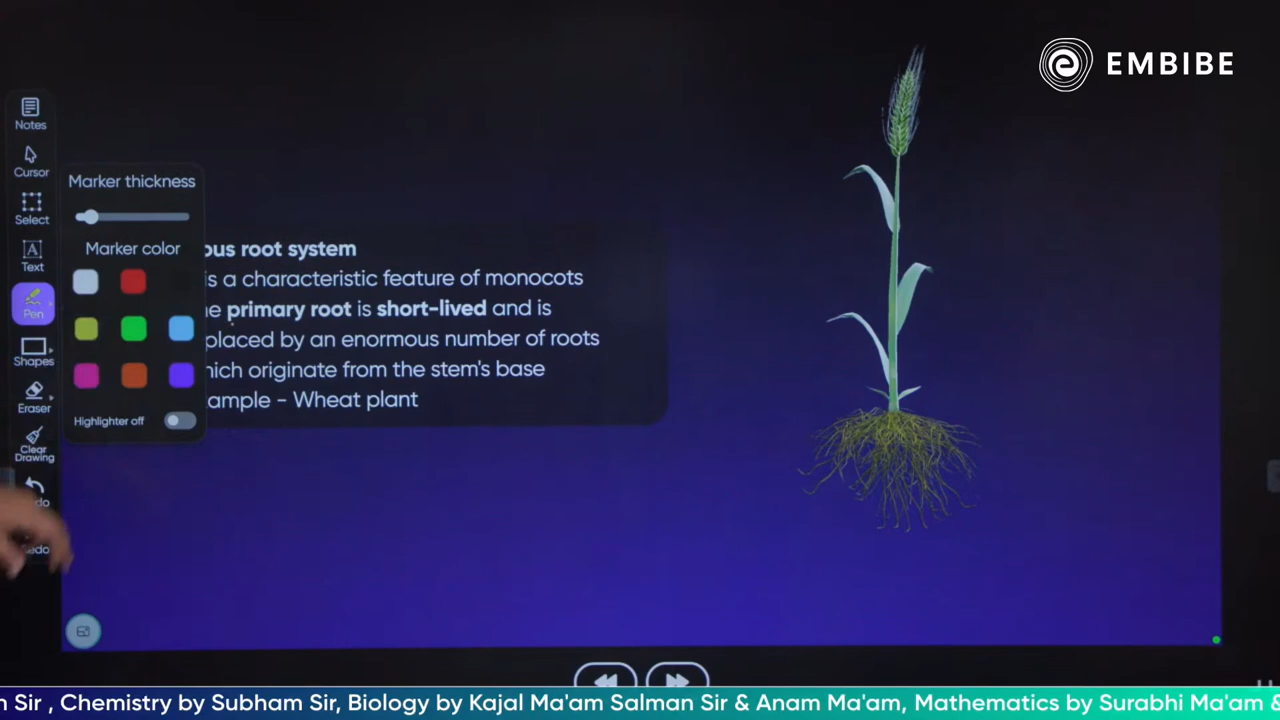 EMBIBE
Notes
Cursor
Select
Text
Pen
Shapes
Eraser
Clear
Drawing
Marker thickness
Marker color
Highlighter off
ous root system
is a characteristic feature of monocots
primary root is short-lived and is
placed by an enormous number of roots
hich originate from the stem's base
ample - Wheat plant
Sir , Chemistry by Subham Sir, Biology by Kajal Ma'am Salman Sir & Anam Ma'am, Mathematics by Surabhi Ma'am &